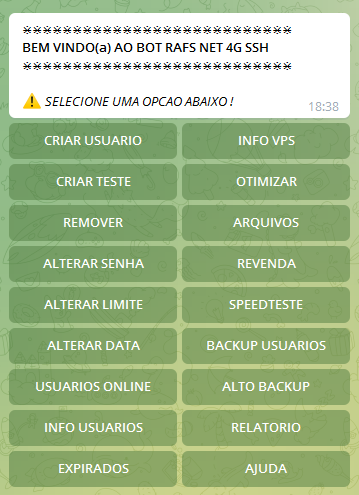 ※※※※※※※※※※※※※※※※※※※※※※※※※※
BEM VINDO(a) AO BOT RAFS NET 4G SSH
※※※※※※※※※※※※※※※※※※※※※※※※※※
⚠️ SELECIONE UMA OPCAO ABAIXO !
18:38
CRIAR USUARIO
INFO VPS
CRIAR TESTE
OTIMIZAR
REMOVER
ARQUIVOS
ALTERAR SENHA
REVENDA
ALTERAR LIMITE
SPEEDTESTE
ALTERAR DATA
BACKUP USUARIOS
USUARIOS ONLINE
ALTO BACKUP
INFO USUARIOS
RELATORIO
EXPIRADOS
AJUDA